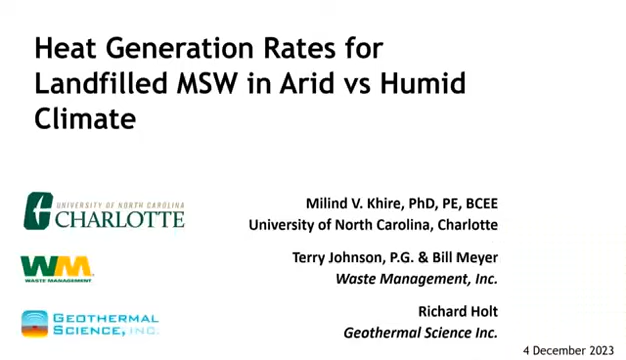 Heat Generation Rates for
Landfilled MSW in Arid vs Humid
Climate
UNIVERSITY OF NORTH CAROLINA
CHARLOTTE
Milind V. Khire, PhD, PE, BCEE
University of North Carolina, Charlotte
WM
WASTE MANAGEMENT
Terry Johnson, P.G. & Bill Meyer
Waste Management, Inc.
GEOTHERMAL
SCIENCE, INC.
Richard Holt
Geothermal Science Inc.
4 December 2023